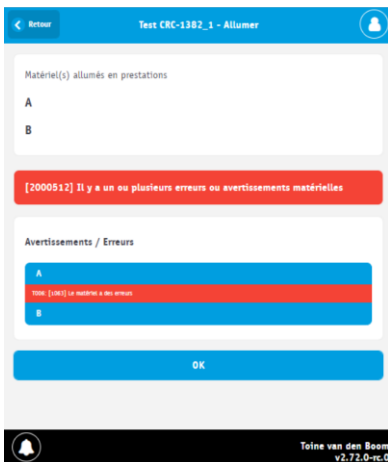 Retour
Test CRC-1382_1 - Allumer
Matériel(s) allumés en prestations
A
B
[2000512] Il y a un ou plusieurs erreurs ou avertissements matérielles
Avertissements / Erreurs
A
TOBB: [1083] Le matériel a des erreurs
B
OK
Toine van den Boom
v2.72.0-rc.0